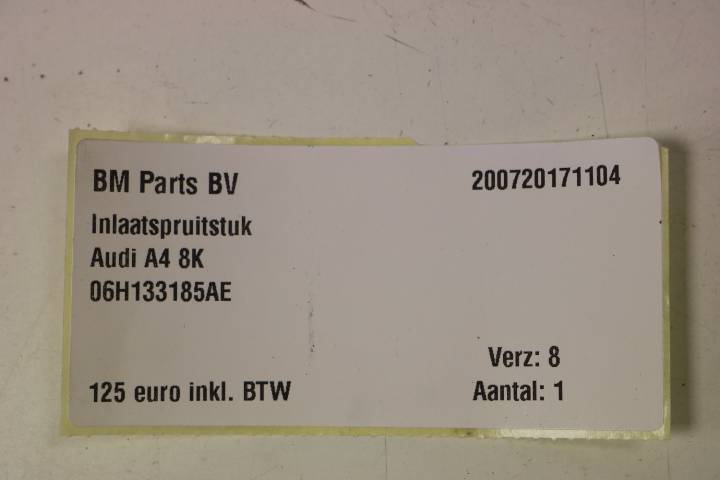 BM Parts BV 200720171104
Inlaatspruitstuk
Audi A4 8K
06H133185AE
Verz: 8
125 euro inkl. BTW Aantal: 1